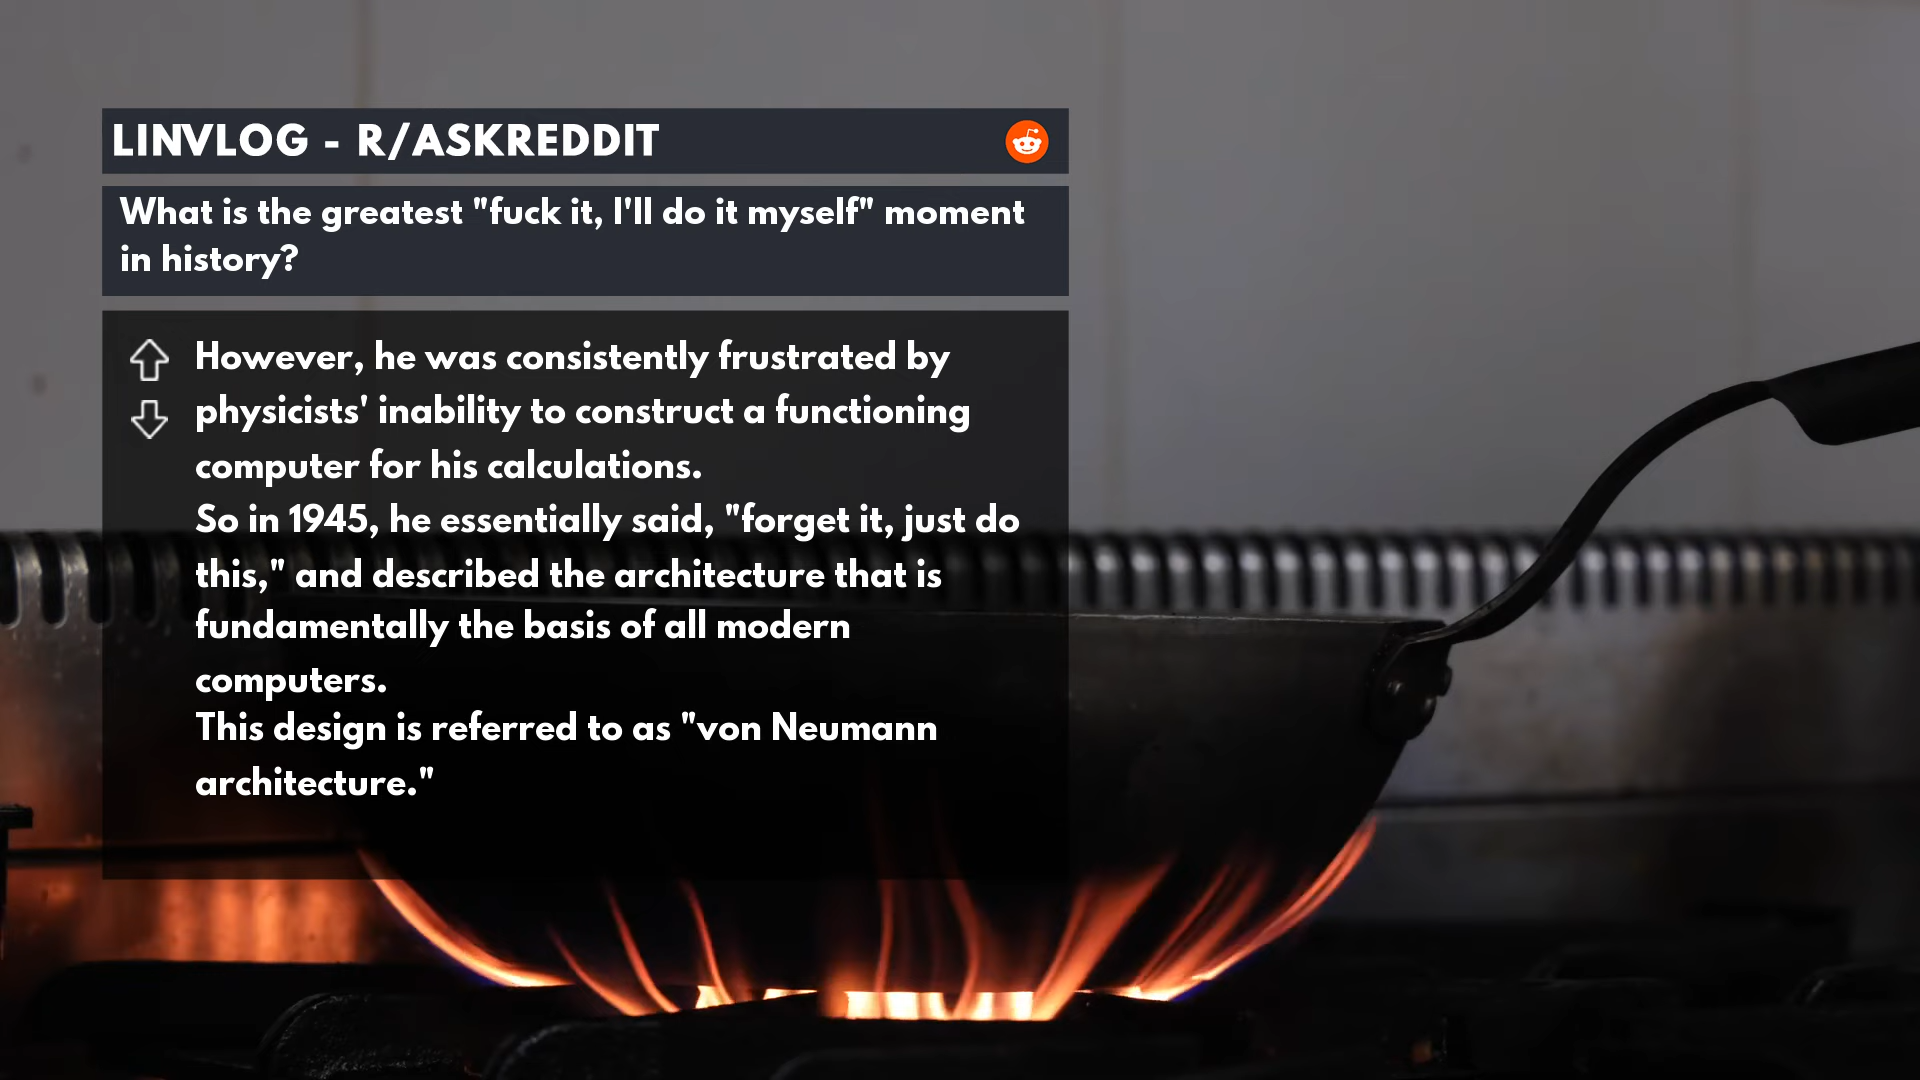 LINVLOG - R/ASKREDDIT
What is the greatest "fuck it, I'll do it myself" moment
in history?
However, he was consistently frustrated by
physicists' inability to construct a functioning
computer for his calculations.
So in 1945, he essentially said, "forget it, just do
this," and described the architecture that is
fundamentally the basis of all modern
computers.
This design is referred to as "von Neumann
architecture."